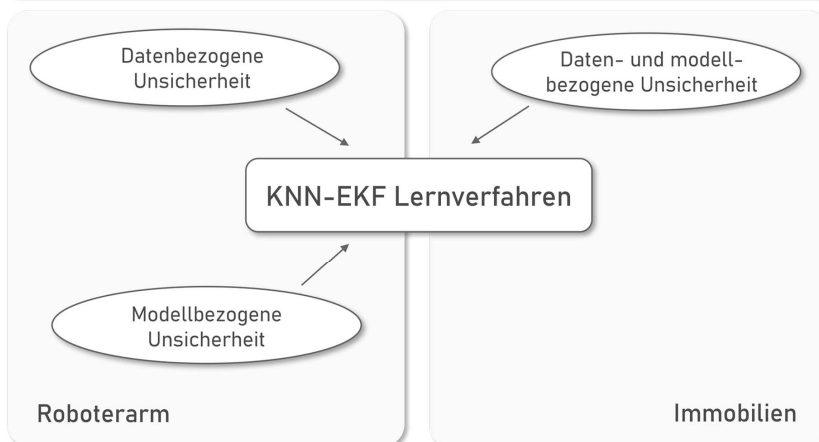 Datenbezogene
Unsicherheit
Daten- und modell-
bezogene Unsicherheit
KNN-EKF Lernverfahren
Modellbezogene
Unsicherheit
Roboterarm
Immobilien